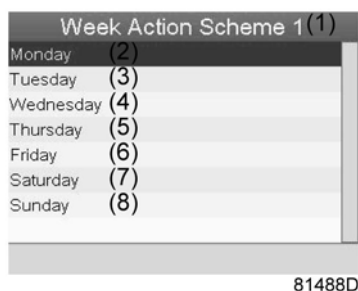 Week Action Scheme 1 (1)
Monday (2)
Tuesday (3)
Wednesday (4)
Thursday (5)
Friday (6)
Saturday (7)
Sunday (8)
81488D